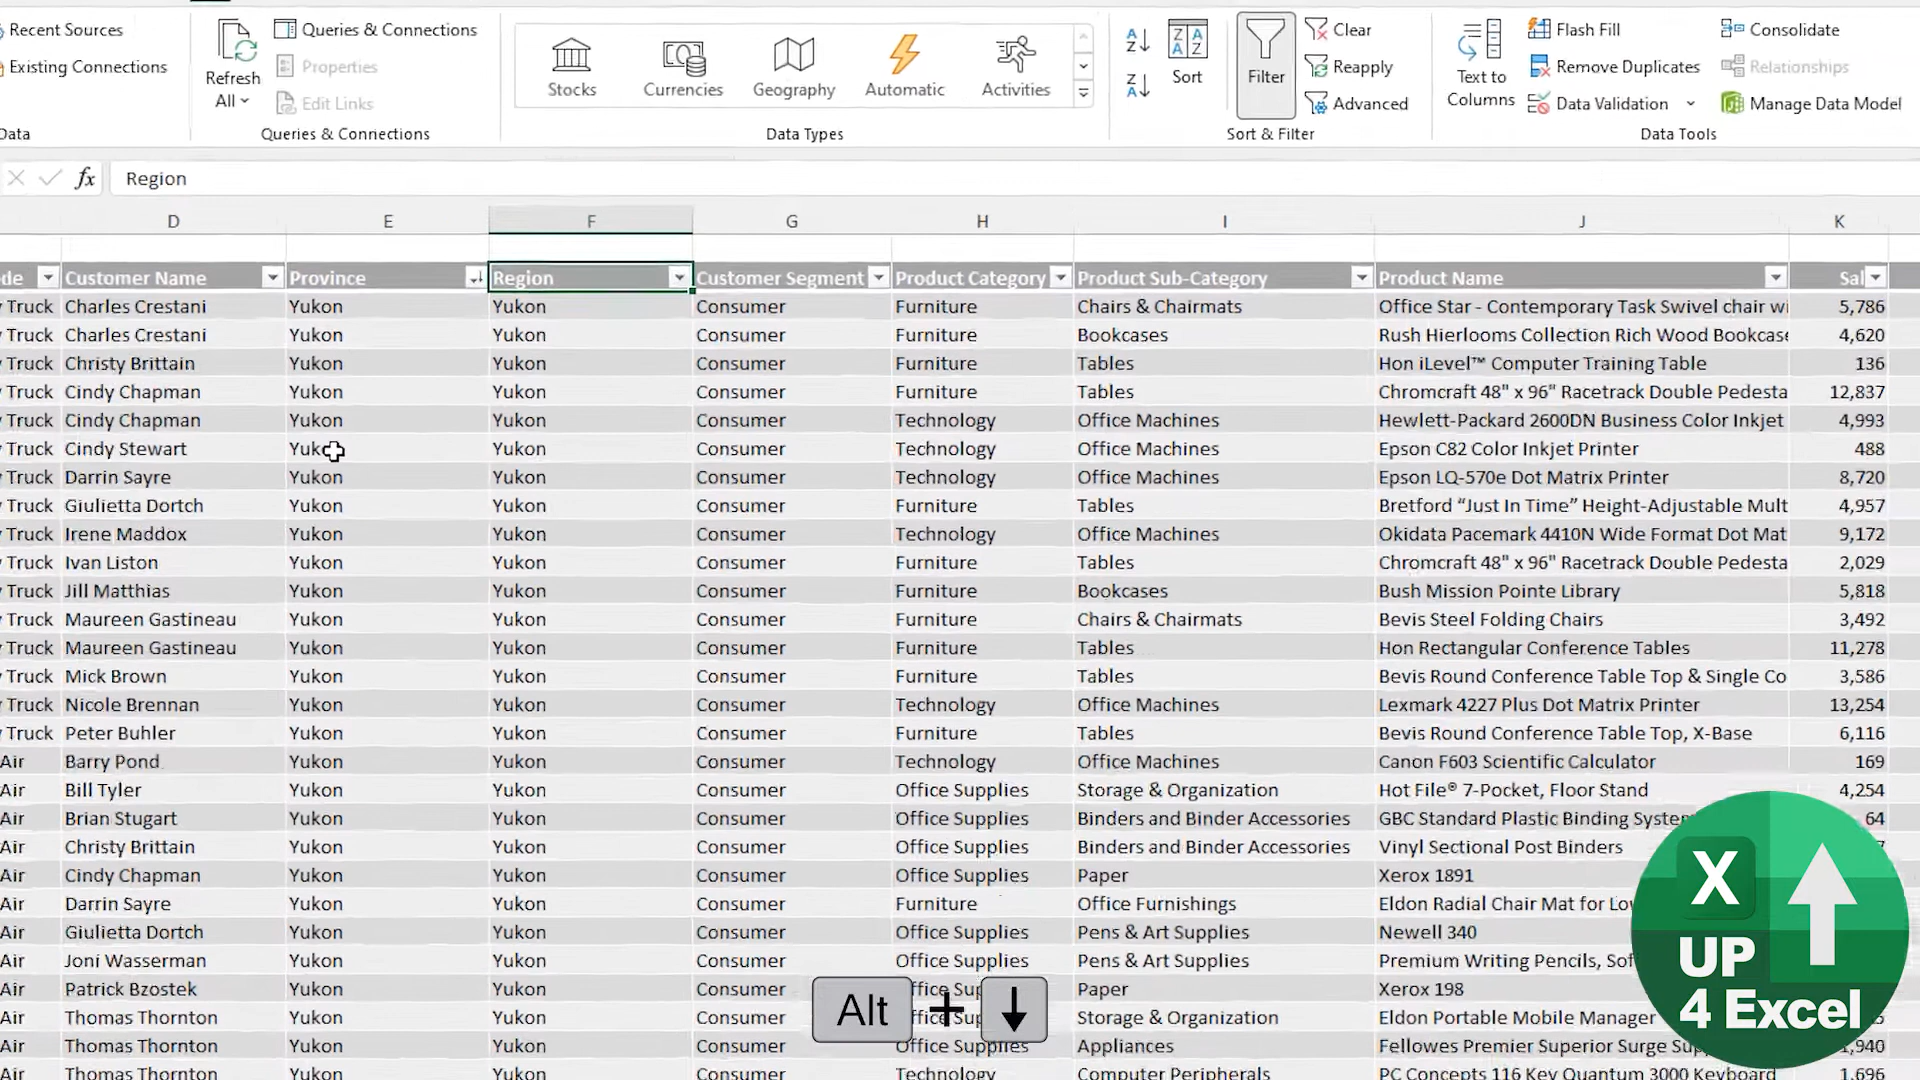 Recent Sources
Existing Connections
Data
Refresh
All
Queries & Connections
Properties
Edit Links
Queries & Connections
Stocks
Currencies
Geography
Automatic
Activities
Data Types
Sort
Filter
Clear
Reapply
Advanced
Sort & Filter
Text to
Columns
Flash Fill
Remove Duplicates
Data Validation
Consolidate
Relationships
Manage Data Model
Data Tools
fx Region
D E F G H I J K
de Customer Name Province Region Customer Segment Product Category Product Sub-Category Product Name Sal
Truck Charles Crestani Yukon Yukon Consumer Furniture Chairs & Chairmats Office Star - Contemporary Task Swivel chair wi 5,786
Truck Charles Crestani Yukon Yukon Consumer Furniture Bookcases Rush Hierlooms Collection Rich Wood Bookcase 4,620
Truck Christy Brittain Yukon Yukon Consumer Furniture Tables Hon iLevel™ Computer Training Table 136
Truck Cindy Chapman Yukon Yukon Consumer Furniture Tables Chromcraft 48" x 96" Racetrack Double Pedesta 12,837
Truck Cindy Chapman Yukon Yukon Consumer Technology Office Machines Hewlett-Packard 2600DN Business Color Inkjet 4,993
Truck Cindy Stewart Yuk Yukon Consumer Technology Office Machines Epson C82 Color Inkjet Printer 488
Truck Darrin Sayre Yukon Yukon Consumer Technology Office Machines Epson LQ-570e Dot Matrix Printer 8,720
Truck Giulietta Dortch Yukon Yukon Consumer Furniture Tables Bretford “Just In Time” Height-Adjustable Mult 4,957
Truck Irene Maddox Yukon Yukon Consumer Technology Office Machines Okidata Pacemark 4410N Wide Format Dot Mat 9,172
Truck Ivan Liston Yukon Yukon Consumer Furniture Tables Chromcraft 48" x 96" Racetrack Double Pedesta 2,029
Truck Jill Matthias Yukon Yukon Consumer Furniture Bookcases Bush Mission Pointe Library 5,818
Truck Maureen Gastineau Yukon Yukon Consumer Furniture Chairs & Chairmats Bevis Steel Folding Chairs 3,492
Truck Maureen Gastineau Yukon Yukon Consumer Furniture Tables Hon Rectangular Conference Tables 11,278
Truck Mick Brown Yukon Yukon Consumer Furniture Tables Bevis Round Conference Table Top & Single Co 3,586
Truck Nicole Brennan Yukon Yukon Consumer Technology Office Machines Lexmark 4227 Plus Dot Matrix Printer 13,254
Truck Peter Buhler Yukon Yukon Consumer Furniture Tables Bevis Round Conference Table Top, X-Base 6,116
Air Barry Pond Yukon Yukon Consumer Technology Office Machines Canon F603 Scientific Calculator 169
Air Bill Tyler Yukon Yukon Consumer Office Supplies Storage & Organization Hot File® 7-Pocket, Floor Stand 4,254
Air Brian Stugart Yukon Yukon Consumer Office Supplies Binders and Binder Accessories GBC Standard Plastic Binding System 64
Air Christy Brittain Yukon Yukon Consumer Office Supplies Binders and Binder Accessories Vinyl Sectional Post Binders
Air Cindy Chapman Yukon Yukon Consumer Office Supplies Paper Xerox 1891
Air Darrin Sayre Yukon Yukon Consumer Furniture Office Furnishings Eldon Radial Chair Mat for Lo
Air Giulietta Dortch Yukon Yukon Consumer Office Supplies Pens & Art Supplies Newell 340
Air Joni Wasserman Yukon Yukon Consumer Office Supplies Pens & Art Supplies Premium Writing Pencils, Sof
Air Patrick Bzostek Yukon Yukon Consumer ffice Sup Paper Xerox 198
Air Thomas Thornton Yukon Yukon Consumer ffice Sup Storage & Organization Eldon Portable Mobile Manager
Air Thomas Thornton Yukon Yukon Consumer Office Supplies Appliances Fellowes Premier Superior Surge Sup 1,940
Air Thomas Thornton Yukon Yukon Consumer Technology Computer Peripherals PC Concepts 116 Key Quantum 3000 Keyboard 1,696
Alt + ↓
X
UP
4 Excel